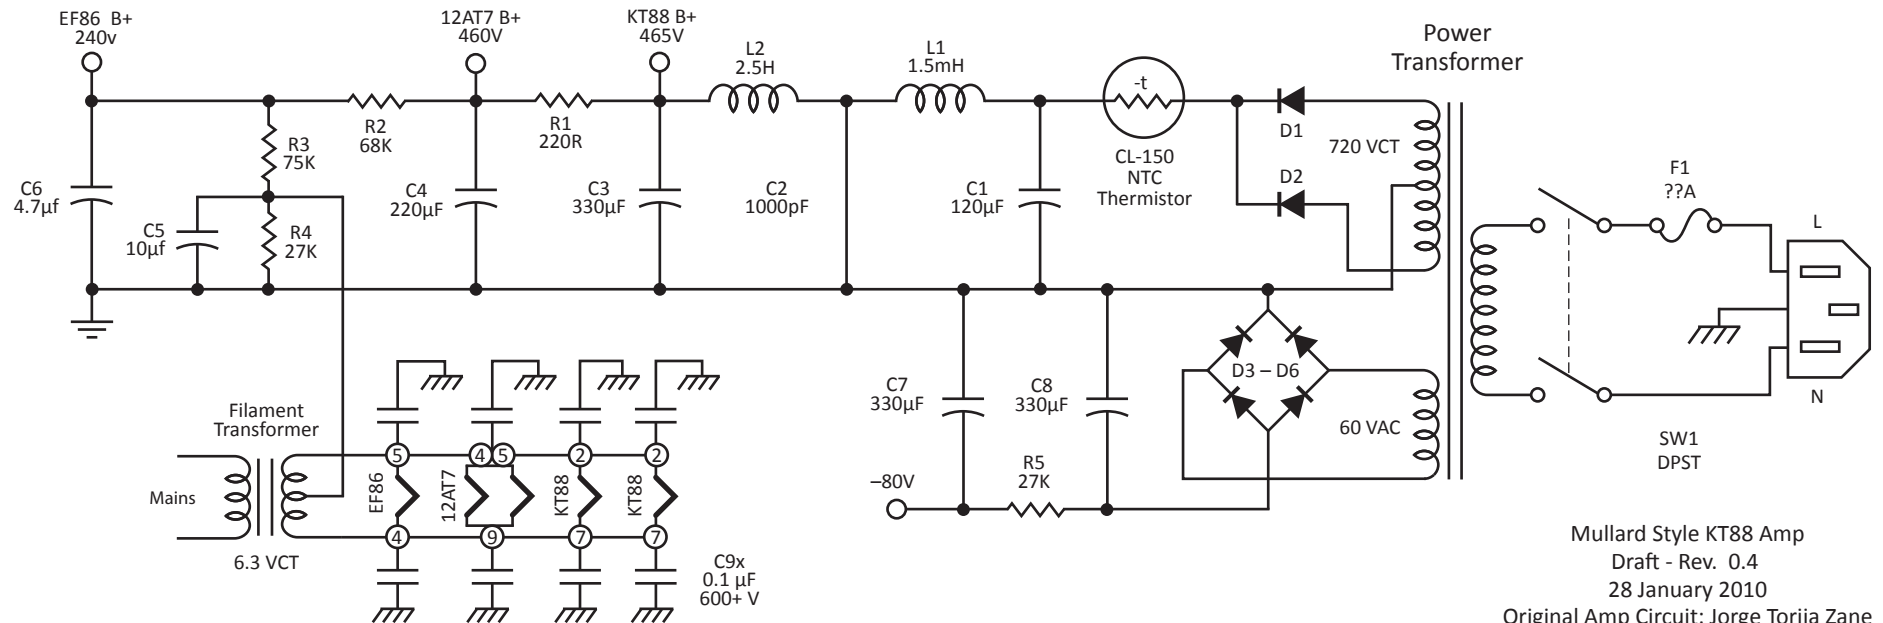 EF86 B+
240v
12AT7 B+
460V
KT88 B+
465V
L2
2.5H
L1
1.5mH
Power
Transformer
-t
R2
68K
R1
220R
R3
75K
C6
4.7µf
C5
10µf
R4
27K
C4
220µF
C3
330µF
C2
1000pF
C1
120µF
CL-150
NTC
Thermistor
D1
D2
720 VCT
F1
??A
L
N
SW1
DPST
C7
330µF
C8
330µF
D3 – D6
60 VAC
–80V
R5
27K
Filament
Transformer
Mains
6.3 VCT
5
4
5
2
2
EF86
12AT7
KT88
KT88
4
9
7
7
C9x
0.1 µF
600+ V
Mullard Style KT88 Amp
Draft - Rev. 0.4
28 January 2010
Original Amp Circuit: Jorge Torija Zane